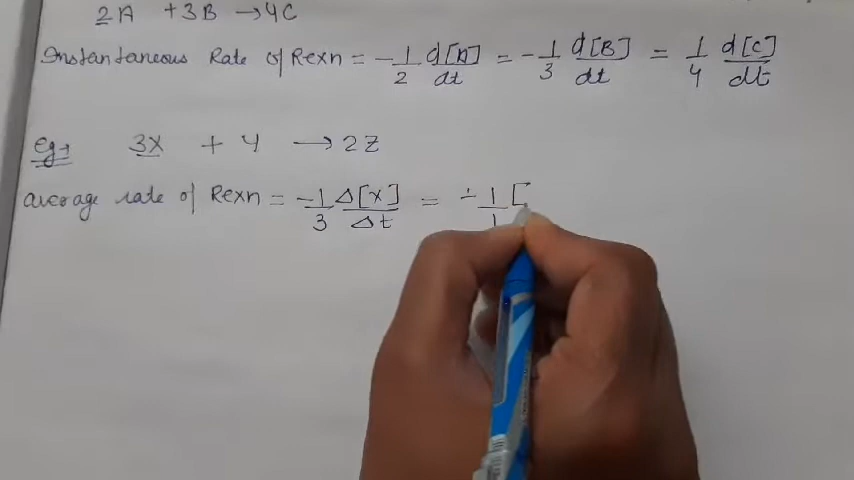 2A + 3B → 4C
Instantaneous Rate of Rexn = -1/2 d[A]/dt = -1/3 d[B]/dt = 1/4 d[C]/dt
eg→ 3X + Y → 2Z
average rate of Rexn = -1/3 Δ[X]/Δt = -1/1 [